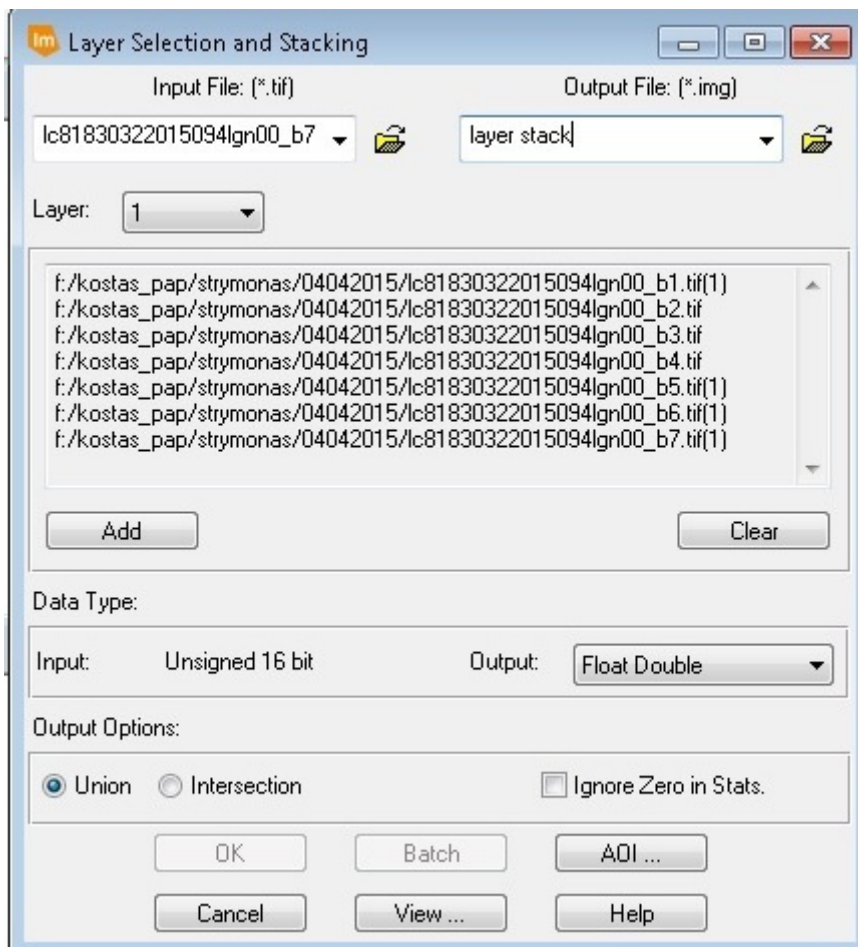 Im Layer Selection and Stacking
Input File: (*.tif) Output File: (*.img)
lc81830322015094lgn00_b7 layer stack
Layer: 1
f:/kostas_pap/strymonas/04042015/lc81830322015094lgn00_b1.tif(1)
f:/kostas_pap/strymonas/04042015/lc81830322015094lgn00_b2.tif
f:/kostas_pap/strymonas/04042015/lc81830322015094lgn00_b3.tif
f:/kostas_pap/strymonas/04042015/lc81830322015094lgn00_b4.tif
f:/kostas_pap/strymonas/04042015/lc81830322015094lgn00_b5.tif(1)
f:/kostas_pap/strymonas/04042015/lc81830322015094lgn00_b6.tif(1)
f:/kostas_pap/strymonas/04042015/lc81830322015094lgn00_b7.tif(1)
Add Clear
Data Type:
Input: Unsigned 16 bit Output: Float Double
Output Options:
Union Intersection Ignore Zero in Stats.
OK Batch AOI ...
Cancel View ... Help